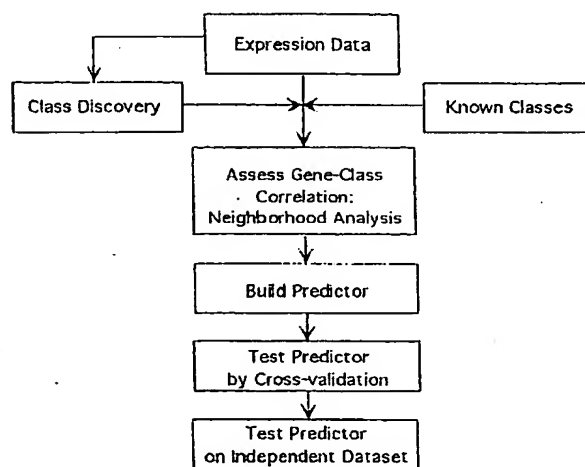 Expression Data
Class Discovery
Known Classes
Assess Gene-Class
Correlation:
Neighborhood Analysis
Build Predictor
Test Predictor
by Cross-validation
Test Predictor
on Independent Dataset